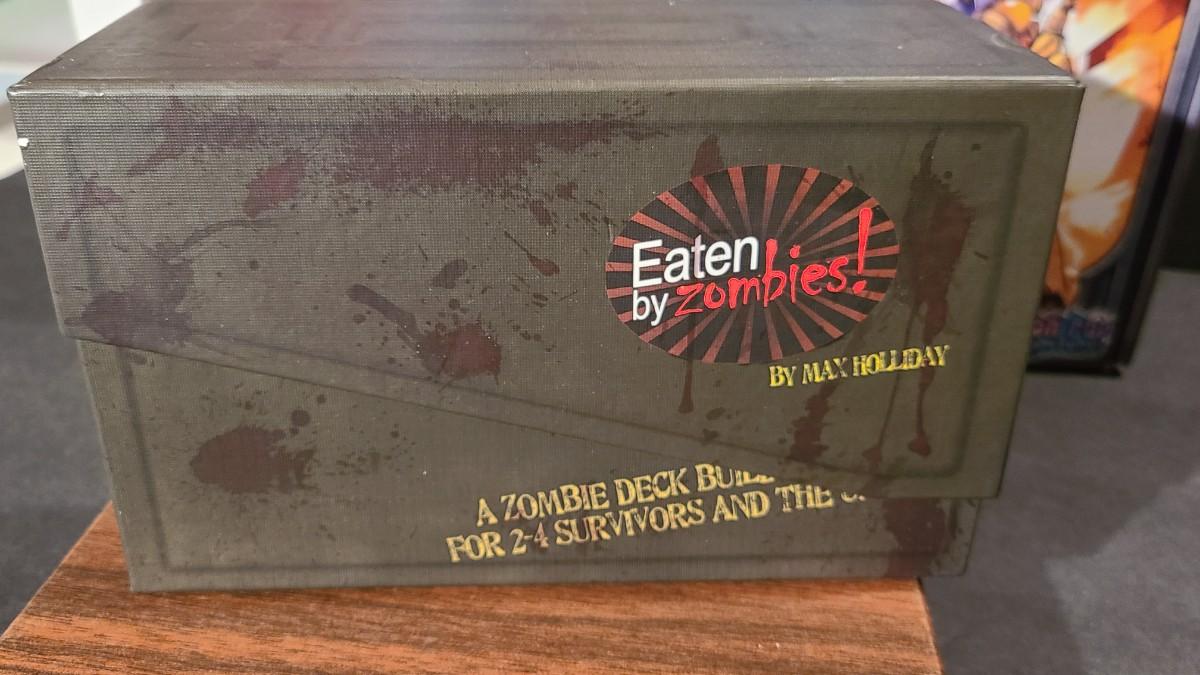 Eaten
by zombies!
BY MAX HOLLIDAY
A ZOMBIE DECK
FOR 2-4 SURVIVORS AND THE